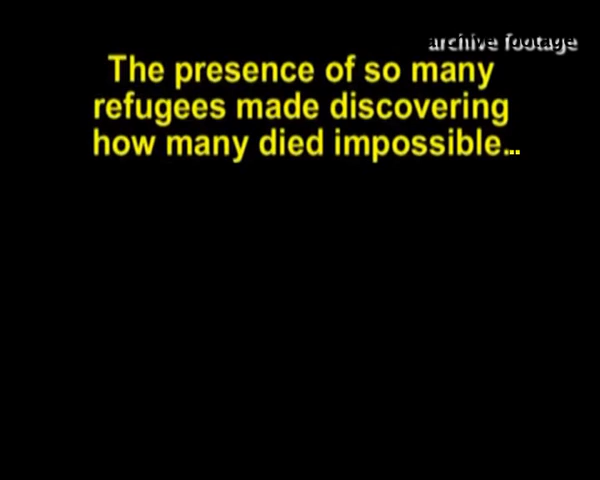 archive footage
The presence of so many
refugees made discovering
how many died impossible...